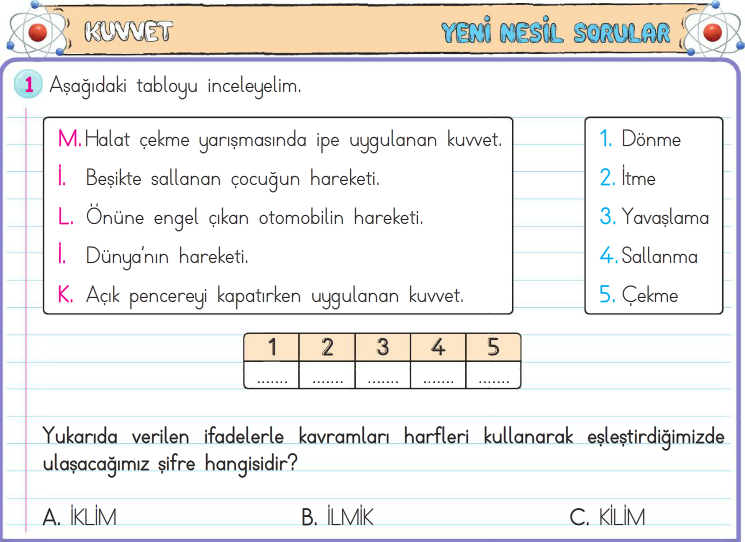 KUVVET
YENİ NESİL SORULAR
1 Aşağıdaki tabloyu inceleyelim.
M. Halat çekme yarışmasında ipe uygulanan kuvvet.
İ. Beşikte sallanan çocuğun hareketi.
L. Önüne engel çıkan otomobilin hareketi.
İ. Dünya'nın hareketi.
K. Açık pencereyi kapatırken uygulanan kuvvet.
1. Dönme
2. İtme
3. Yavaşlama
4. Sallanma
5. Çekme
1 2 3 4 5
....... ....... ....... ....... .......
Yukarıda verilen ifadelerle kavramları harfleri kullanarak eşleştirdiğimizde
ulaşacağımız şifre hangisidir?
A. İKLİM B. İLMİK C. KİLİM